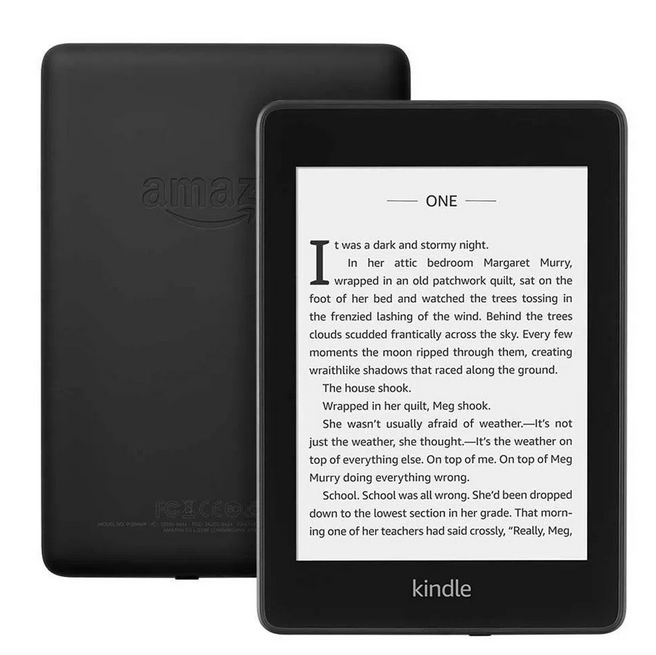 ONE
It was a dark and stormy night.
In her attic bedroom Margaret Murry,
wrapped in an old patchwork quilt, sat on the
foot of her bed and watched the trees tossing in
the frenzied lashing of the wind. Behind the trees
clouds scudded frantically across the sky. Every few
moments the moon ripped through them, creating
wraithlike shadows that raced along the ground.
The house shook.
Wrapped in her quilt, Meg shook.
She wasn't usually afraid of weather.—It's not
just the weather, she thought.—It's the weather on
top of everything else. On top of me. On top of Meg
Murry doing everything wrong.
School. School was all wrong. She'd been dropped
down to the lowest section in her grade. That morn-
ing one of her teachers had said crossly, "Really, Meg,
kindle
amaz